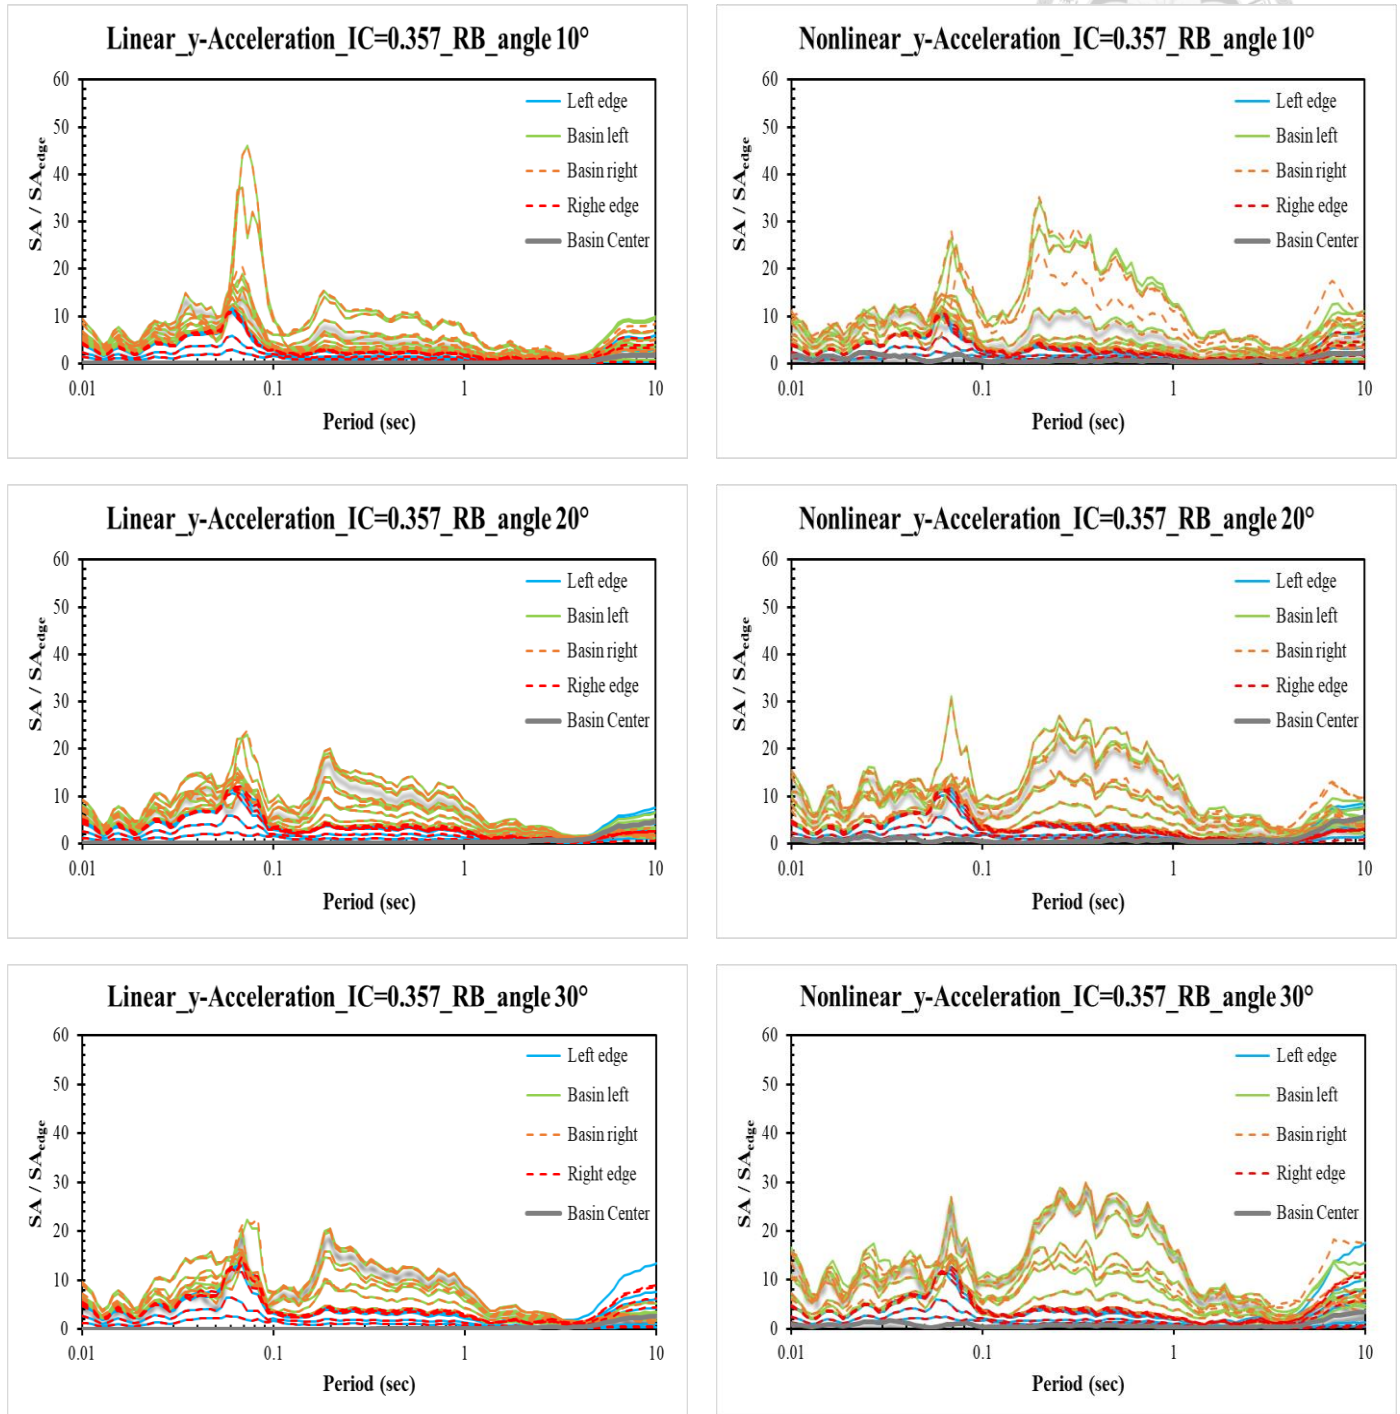 Linear_y-Acceleration_IC=0.357_RB_angle 10°
60
50
40
30
20
10
0
SA / SAedge
0.01
0.1
1
10
Period (sec)
Left edge
Basin left
Basin right
Righe edge
Basin Center
Nonlinear_y-Acceleration_IC=0.357_RB_angle 10°
60
50
40
30
20
10
0
SA / SAedge
0.01
0.1
1
10
Period (sec)
Left edge
Basin left
Basin right
Righe edge
Basin Center
Linear_y-Acceleration_IC=0.357_RB_angle 20°
60
50
40
30
20
10
0
SA / SAedge
0.01
0.1
1
10
Period (sec)
Left edge
Basin left
Basin right
Righe edge
Basin Center
Nonlinear_y-Acceleration_IC=0.357_RB_angle 20°
60
50
40
30
20
10
0
SA / SAedge
0.01
0.1
1
10
Period (sec)
Left edge
Basin left
Basin right
Righe edge
Basin Center
Linear_y-Acceleration_IC=0.357_RB_angle 30°
60
50
40
30
20
10
0
SA / SAedge
0.01
0.1
1
10
Period (sec)
Left edge
Basin left
Basin right
Right edge
Basin Center
Nonlinear_y-Acceleration_IC=0.357_RB_angle 30°
60
50
40
30
20
10
0
SA / SAedge
0.01
0.1
1
10
Period (sec)
Left edge
Basin left
Basin right
Right edge
Basin Center